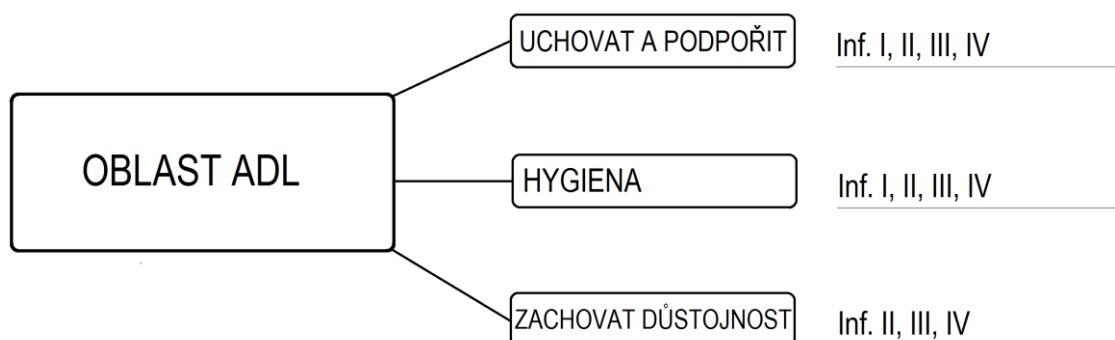 UCHOVAT A PODPOŘIT
Inf. I, II, III, IV
OBLAST ADL
HYGIENA
Inf. I, II, III, IV
ZACHOVAT DŮSTOJNOST
Inf. II, III, IV